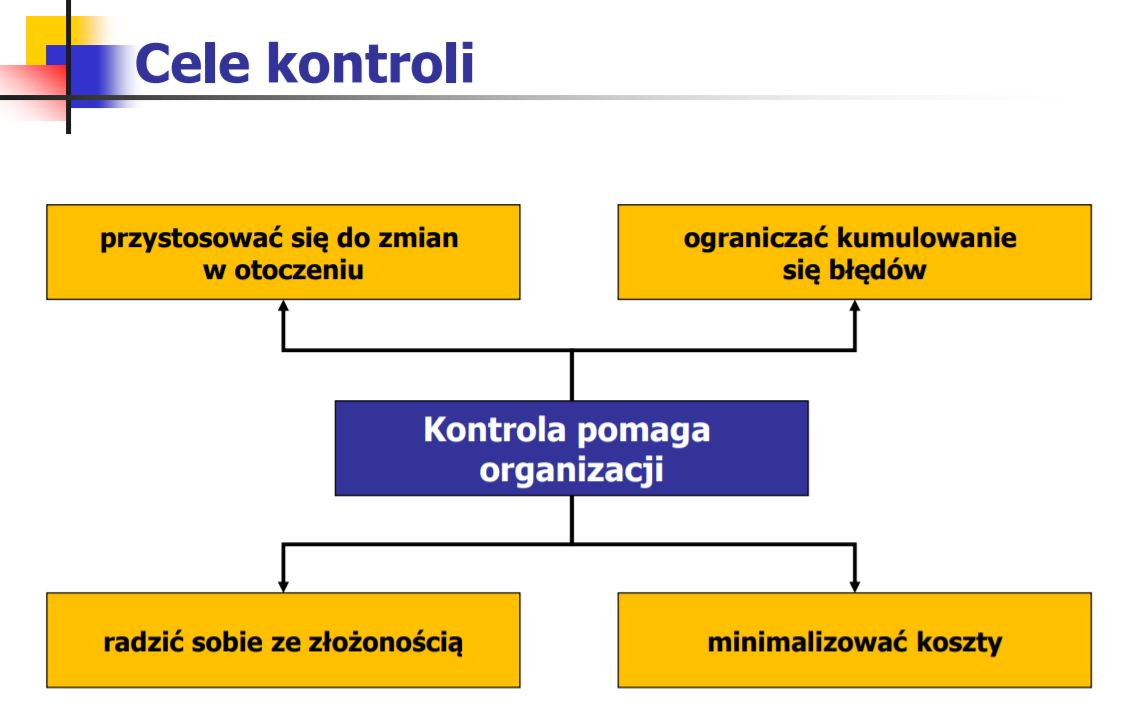 Cele kontroli
przystosować się do zmian
w otoczeniu
ograniczać kumulowanie
się błędów
Kontrola pomaga
organizacji
radzić sobie ze złożonością
minimalizować koszty